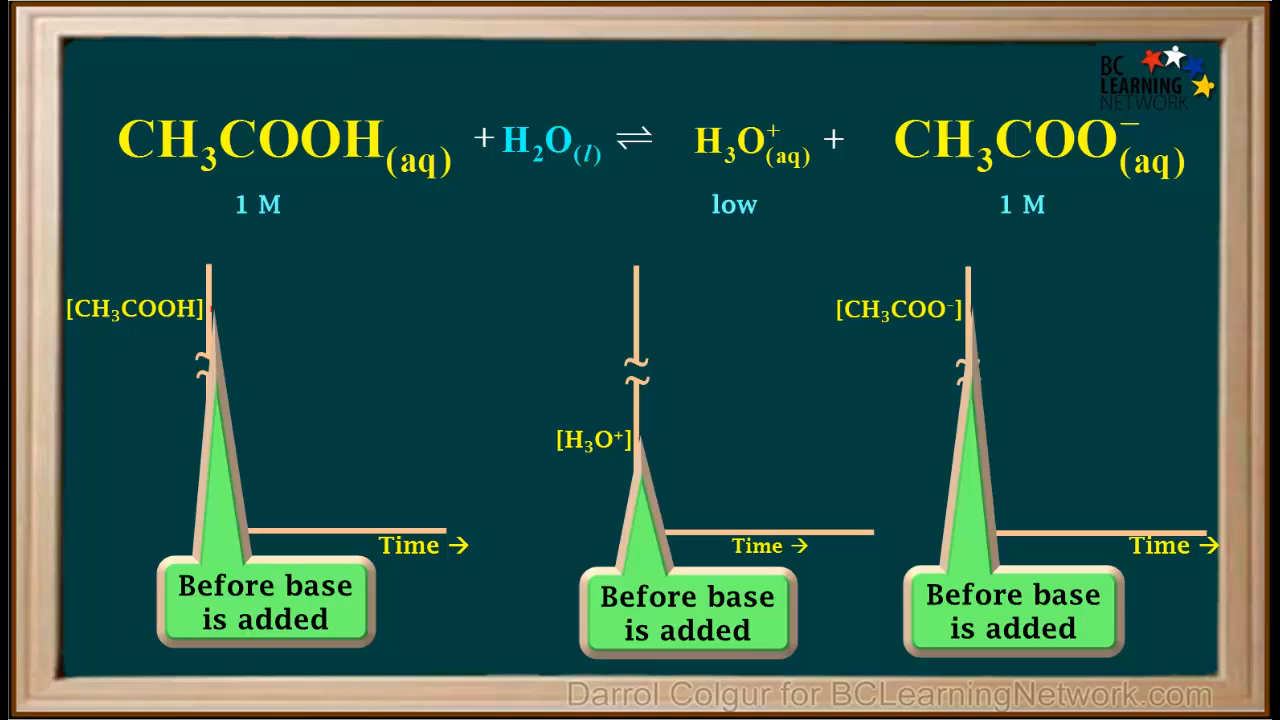 BC
LEARNING
NETWORK
CH₃COOH(aq) + H₂O(l) ⇌ H₃O⁺(aq) + CH₃COO⁻(aq)
1 M low 1 M
[CH₃COOH]
[CH₃COO⁻]
[H₃O⁺]
Time →
Time →
Time →
Before base
is added
Before base
is added
Before base
is added
Darrol Colgur for BCLearningNetwork.com